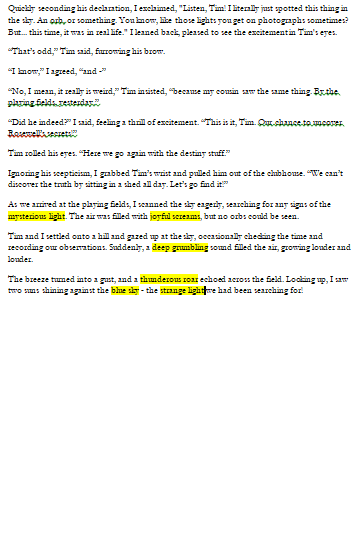 Quickly seconding his declaration, I exclaimed, "Listen, Tim! I literally just spotted this thing in
the sky. An orb, or something. You know, like those lights you get on photographs sometimes?
But... this time, it was in real life." I leaned back, pleased to see the excitement in Tim's eyes.
“That's odd,” Tim said, furrowing his brow.
“I know,” I agreed, “and -”
“No, I mean, it really is weird,” Tim insisted, “because my cousin saw the same thing. By the
playing fields, yesterday.”
“Did he indeed?” I said, feeling a thrill of excitement. “This is it, Tim. Our chance to uncover
Rosewell's secrets!”
Tim rolled his eyes. “Here we go again with the destiny stuff.”
Ignoring his scepticism, I grabbed Tim's wrist and pulled him out of the clubhouse. “We can't
discover the truth by sitting in a shed all day. Let's go find it!”
As we arrived at the playing fields, I scanned the sky eagerly, searching for any signs of the
mysterious light. The air was filled with joyful screams, but no orbs could be seen.
Tim and I settled onto a hill and gazed up at the sky, occasionally checking the time and
recording our observations. Suddenly, a deep grumbling sound filled the air, growing louder and
louder.
The breeze turned into a gust, and a thunderous roar echoed across the field. Looking up, I saw
two suns shining against the blue sky - the strange light we had been searching for!